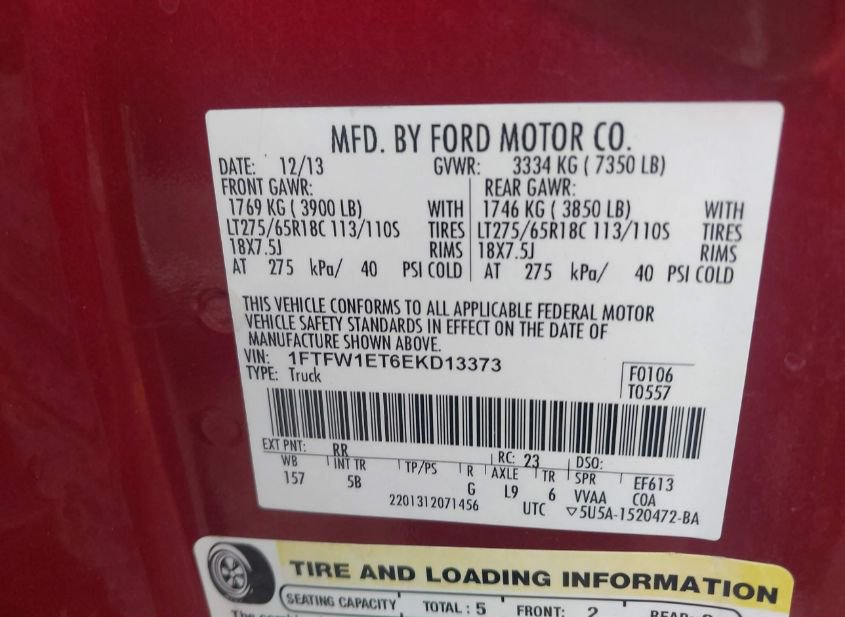 MFD. BY FORD MOTOR CO.
DATE: 12/13 GVWR: 3334 KG ( 7350 LB)
FRONT GAWR: REAR GAWR:
1769 KG ( 3900 LB) WITH 1746 KG ( 3850 LB) WITH
LT275/65R18C 113/110S TIRES LT275/65R18C 113/110S TIRES
18X7.5J RIMS 18X7.5J RIMS
AT 275 kPa/ 40 PSI COLD AT 275 kPa/ 40 PSI COLD
THIS VEHICLE CONFORMS TO ALL APPLICABLE FEDERAL MOTOR
VEHICLE SAFETY STANDARDS IN EFFECT ON THE DATE OF
MANUFACTURE SHOWN ABOVE.
VIN: 1FTFW1ET6EKD13373
TYPE: Truck
F0106
T0557
EXT PNT: RR RC: 23 DSO:
WB INT TR TP/PS R AXLE TR SPR EF613
157 5B G L9 6 VVAA COA
2201312071456 UTC ▽5U5A-1520472-BA
TIRE AND LOADING INFORMATION
SEATING CAPACITY TOTAL : 5 FRONT: 2